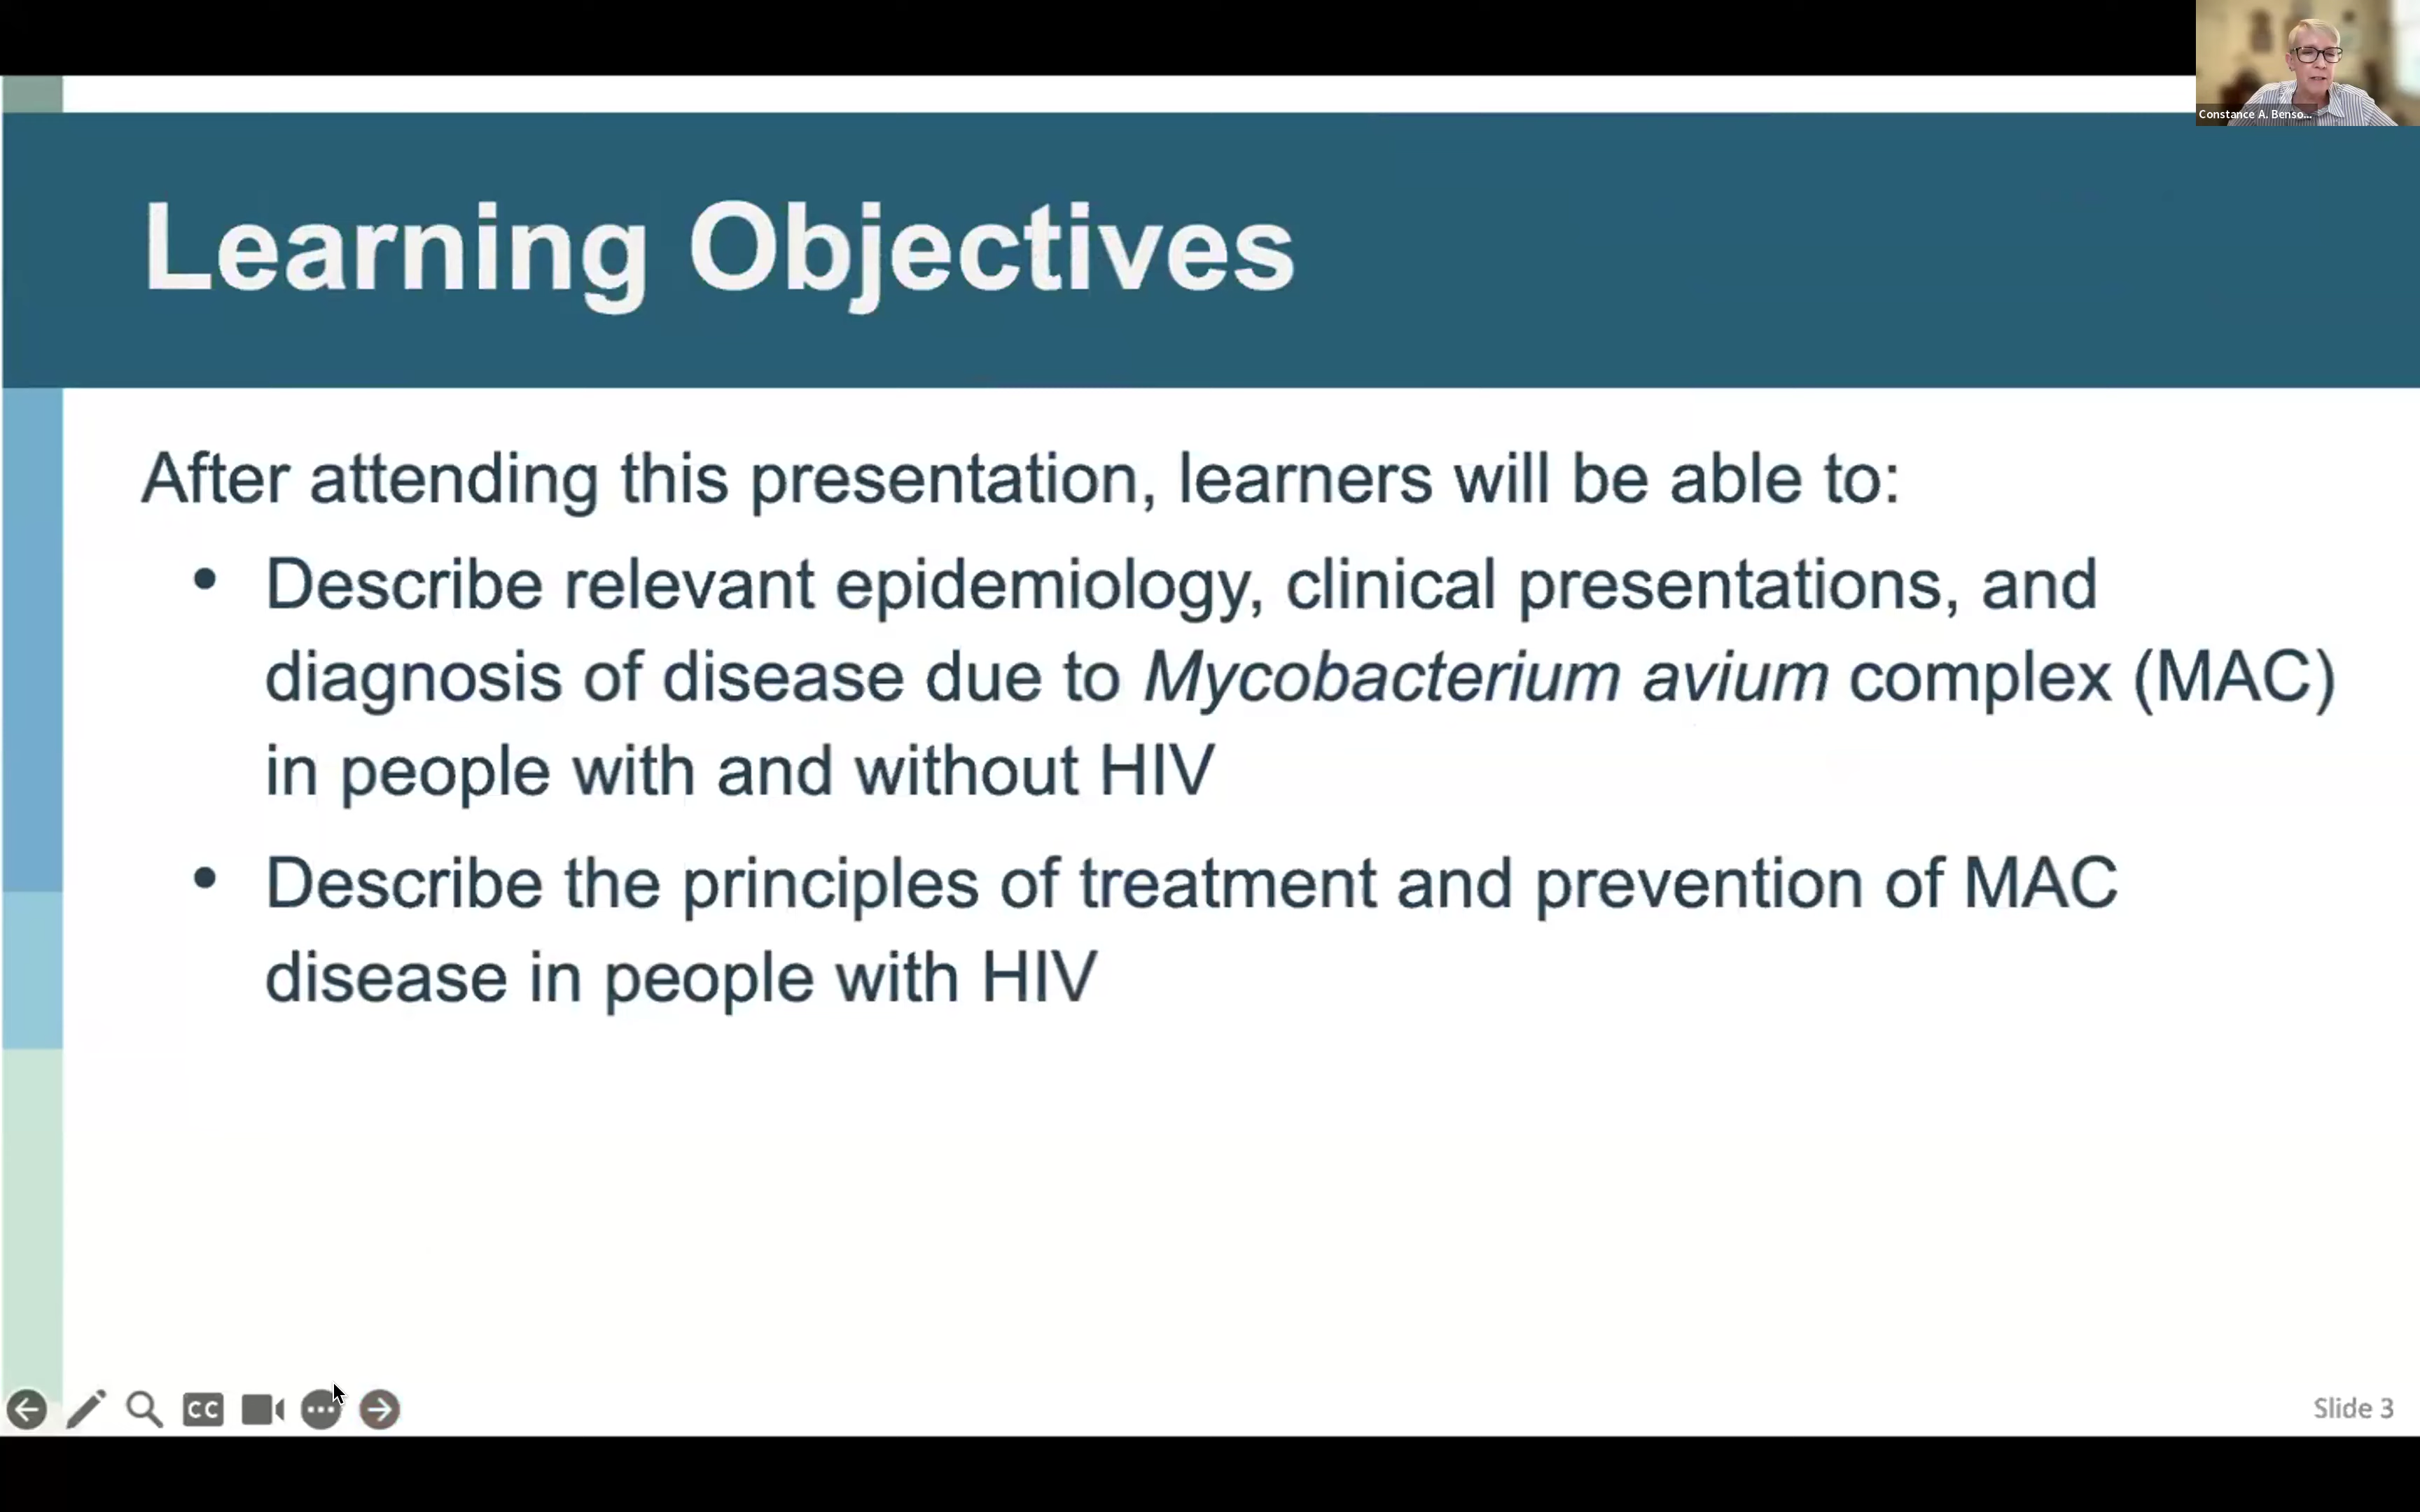 Constance A. Benso...
Learning Objectives
After attending this presentation, learners will be able to:
• Describe relevant epidemiology, clinical presentations, and
diagnosis of disease due to Mycobacterium avium complex (MAC)
in people with and without HIV
• Describe the principles of treatment and prevention of MAC
disease in people with HIV
CC
Slide 3